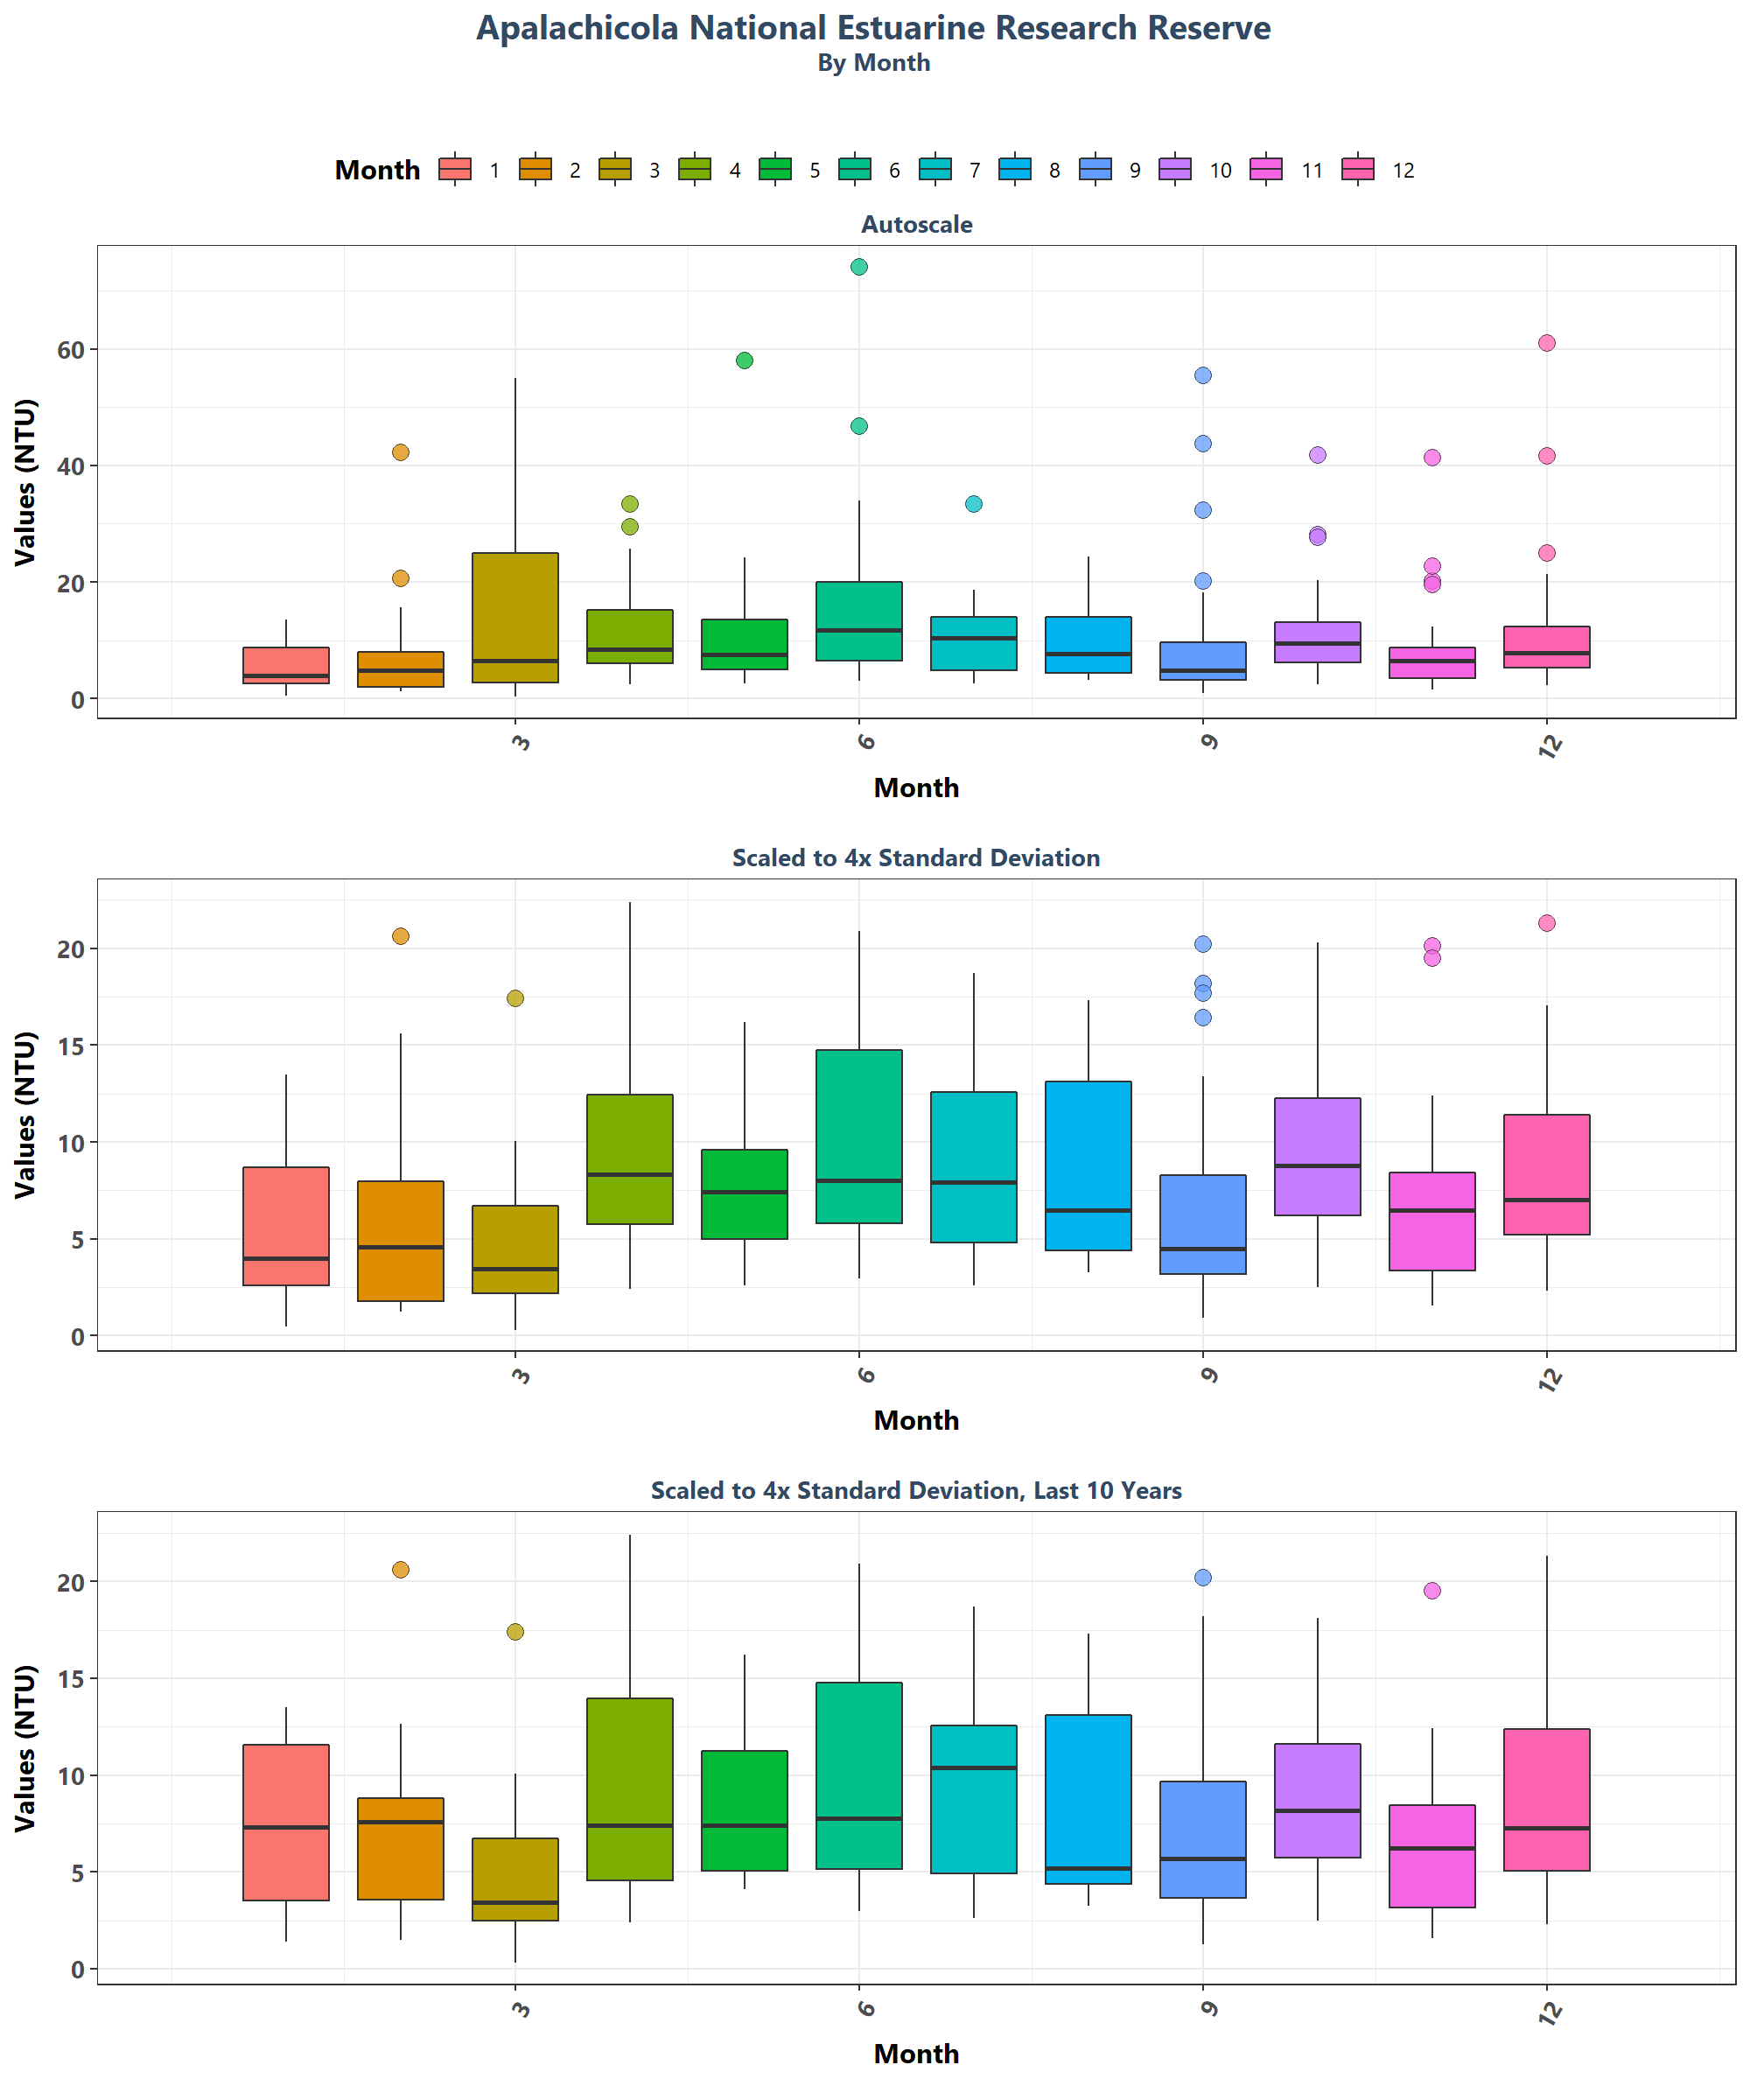 Apalachicola National Estuarine Research Reserve
By Month
Month 1 2 3 4 5 6 7 8 9 10 11 12
Autoscale
Values (NTU)
60
40
20
0
3 6 9 12
Month
Scaled to 4x Standard Deviation
Values (NTU)
20
15
10
5
0
3 6 9 12
Month
Scaled to 4x Standard Deviation, Last 10 Years
Values (NTU)
20
15
10
5
0
3 6 9 12
Month